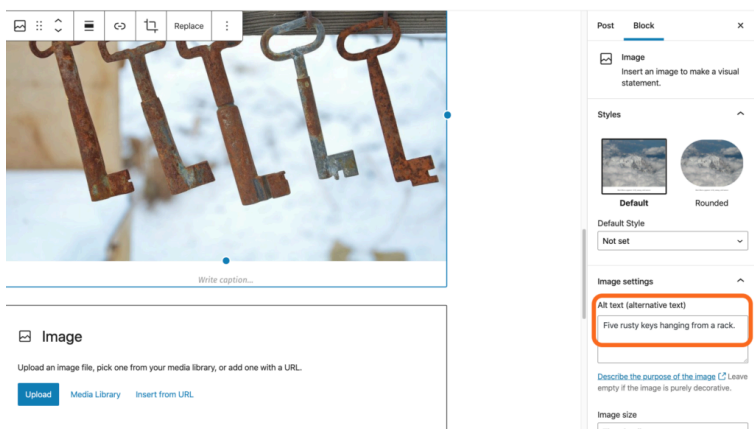 Replace
Post
Block
Image
Insert an image to make a visual
statement.
Styles
Default
Rounded
Default Style
Not set
Write caption...
Image settings
Alt text (alternative text)
Five rusty keys hanging from a rack.
Image
Upload an image file, pick one from your media library, or add one with a URL.
Upload
Media Library
Insert from URL
Describe the purpose of the image Leave
empty if the image is purely decorative.
Image size